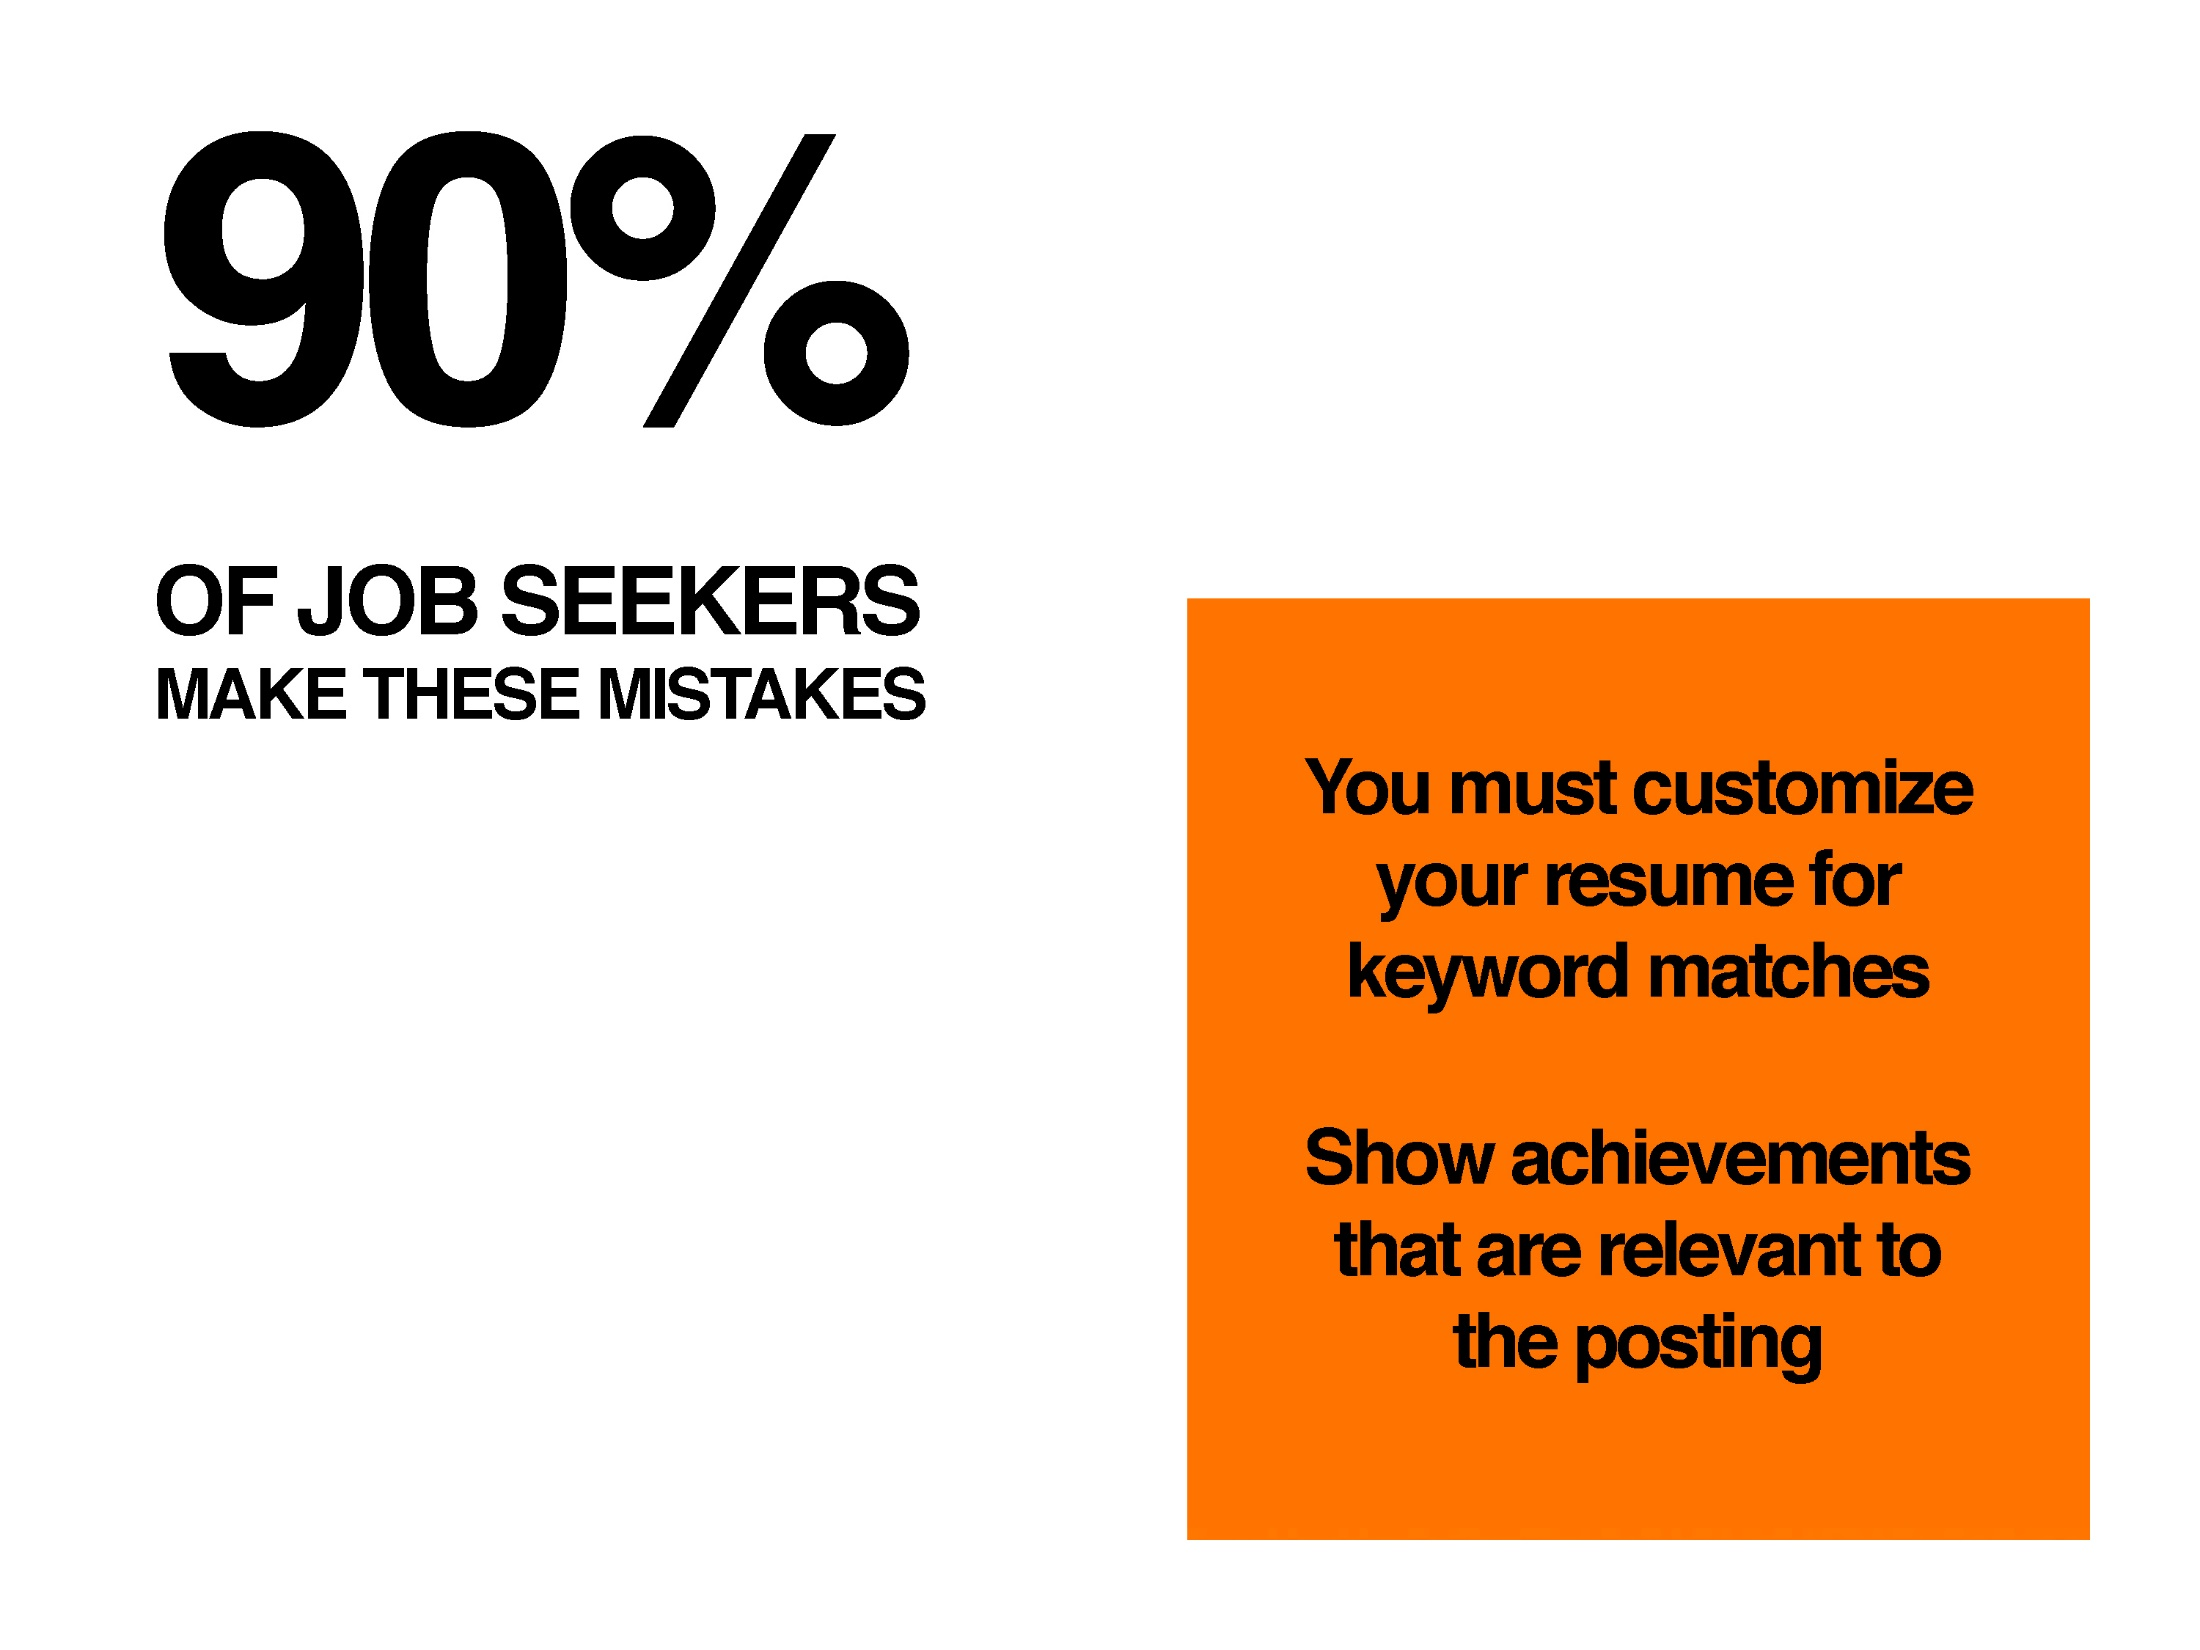 90%
OF JOB SEEKERS
MAKE THESE MISTAKES
You must customize
your resume for
keyword matches
Show achievements
that are relevant to
the posting